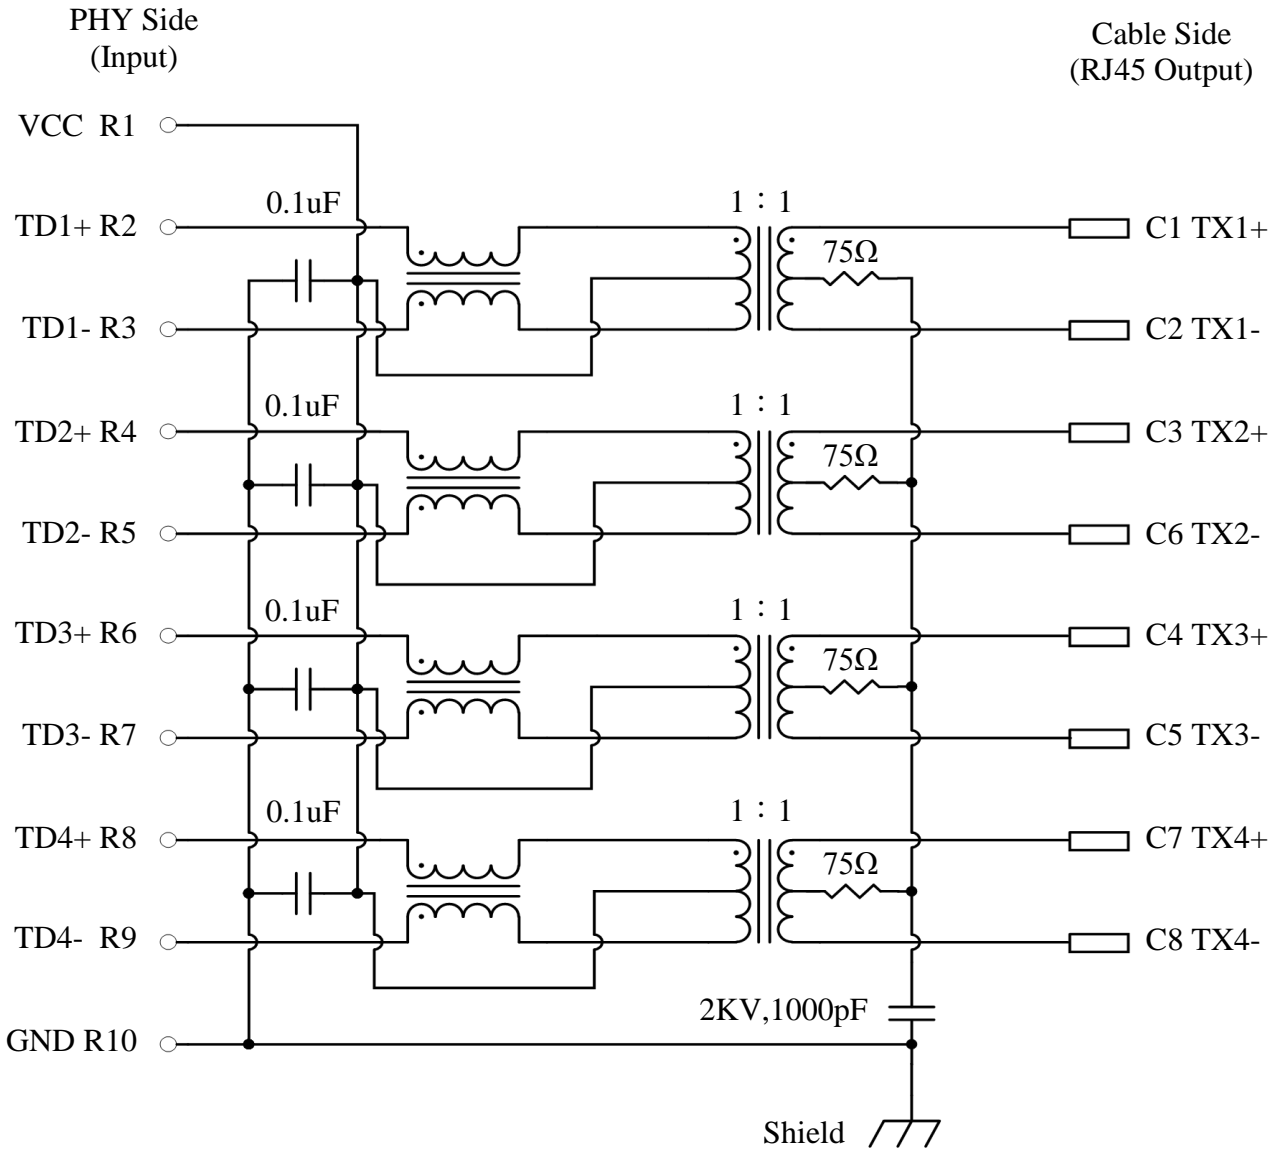 PHY Side
(Input)
Cable Side
(RJ45 Output)
VCC R1
0.1uF
1 : 1
TD1+ R2
C1 TX1+
75Ω
TD1- R3
C2 TX1-
0.1uF
1 : 1
TD2+ R4
C3 TX2+
75Ω
TD2- R5
C6 TX2-
0.1uF
1 : 1
TD3+ R6
C4 TX3+
75Ω
TD3- R7
C5 TX3-
0.1uF
1 : 1
TD4+ R8
C7 TX4+
75Ω
TD4- R9
C8 TX4-
2KV,1000pF
GND R10
Shield